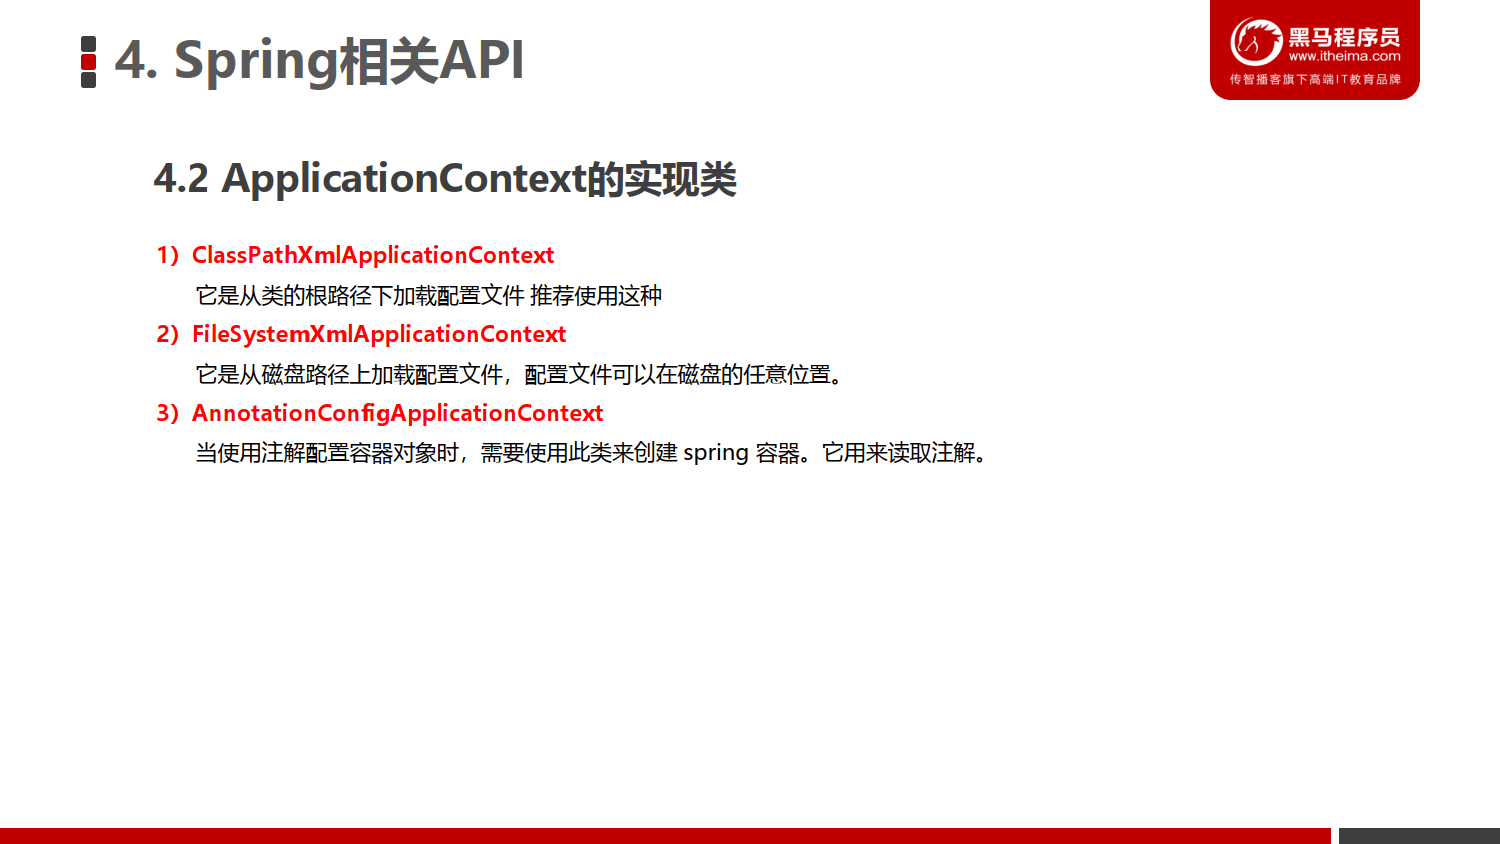 4. Spring相关API
黑马程序员
www.itheima.com
传智播客旗下高端IT教育品牌
4.2 ApplicationContext的实现类
1）ClassPathXmlApplicationContext
它是从类的根路径下加载配置文件 推荐使用这种
2）FileSystemXmlApplicationContext
它是从磁盘路径上加载配置文件，配置文件可以在磁盘的任意位置。
3）AnnotationConfigApplicationContext
当使用注解配置容器对象时，需要使用此类来创建 spring 容器。它用来读取注解。